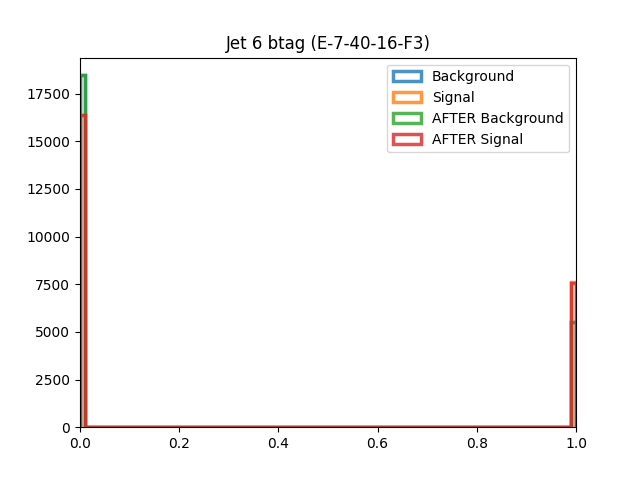 Jet 6 btag (E-7-40-16-F3)
Background
Signal
AFTER Background
AFTER Signal
17500
15000
12500
10000
7500
5000
2500
0
0.0 0.2 0.4 0.6 0.8 1.0